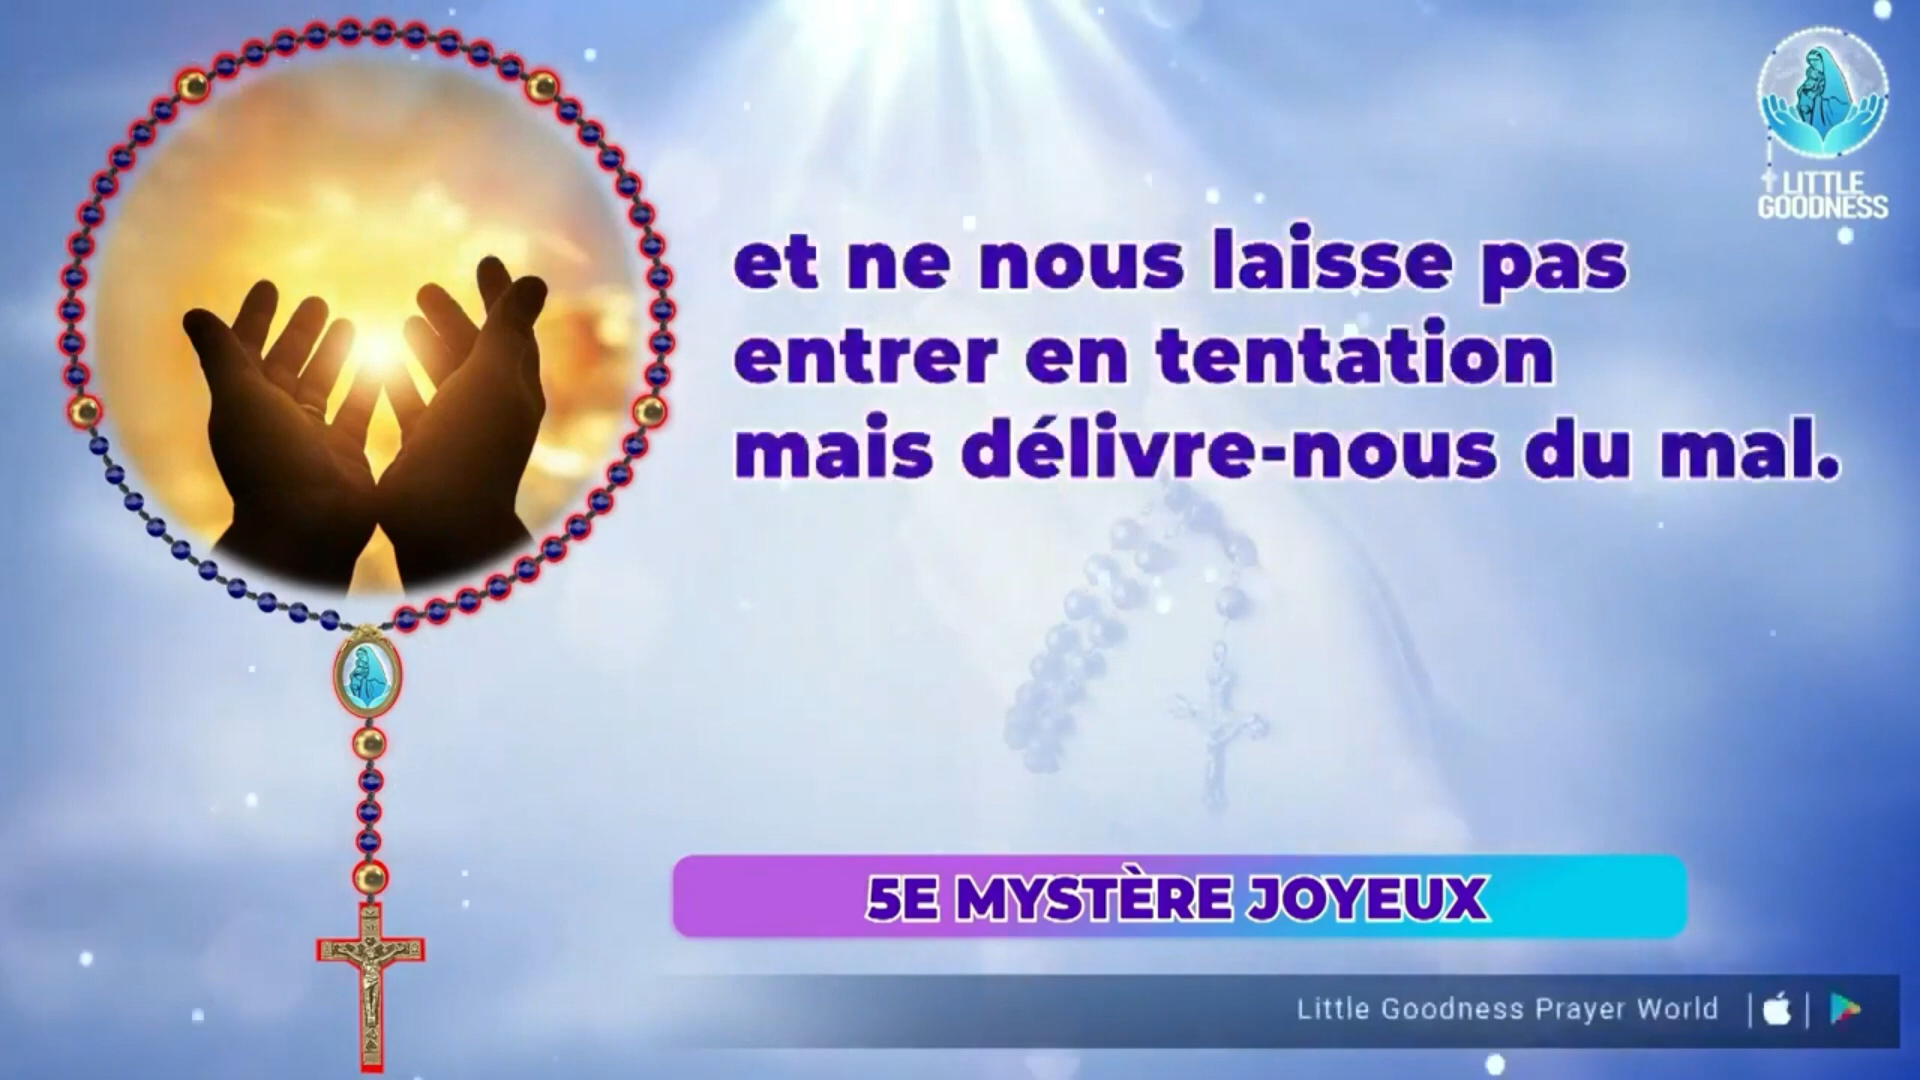 LITTLE
GOODNESS
et ne nous laisse pas
entrer en tentation
mais délivre-nous du mal.
5E MYSTÈRE JOYEUX
Little Goodness Prayer World